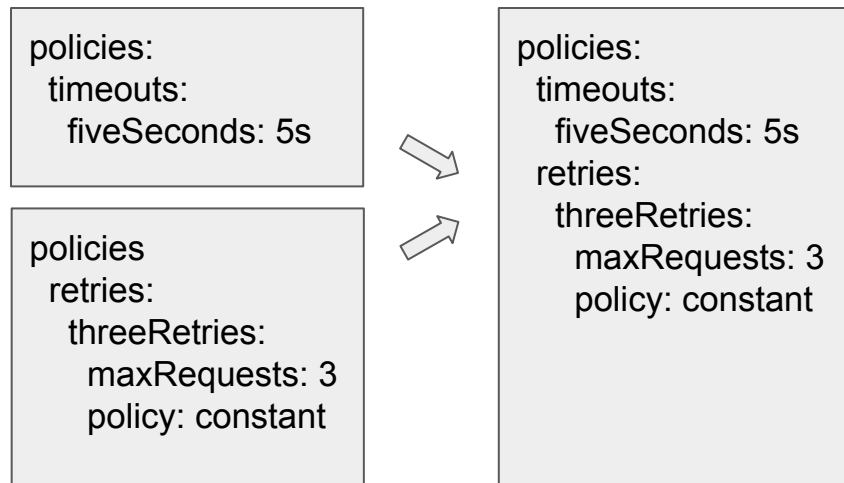 policies:
timeouts:
fiveSeconds: 5s
policies
retries:
threeRetries:
maxRequests: 3
policy: constant
policies:
timeouts:
fiveSeconds: 5s
retries:
threeRetries:
maxRequests: 3
policy: constant